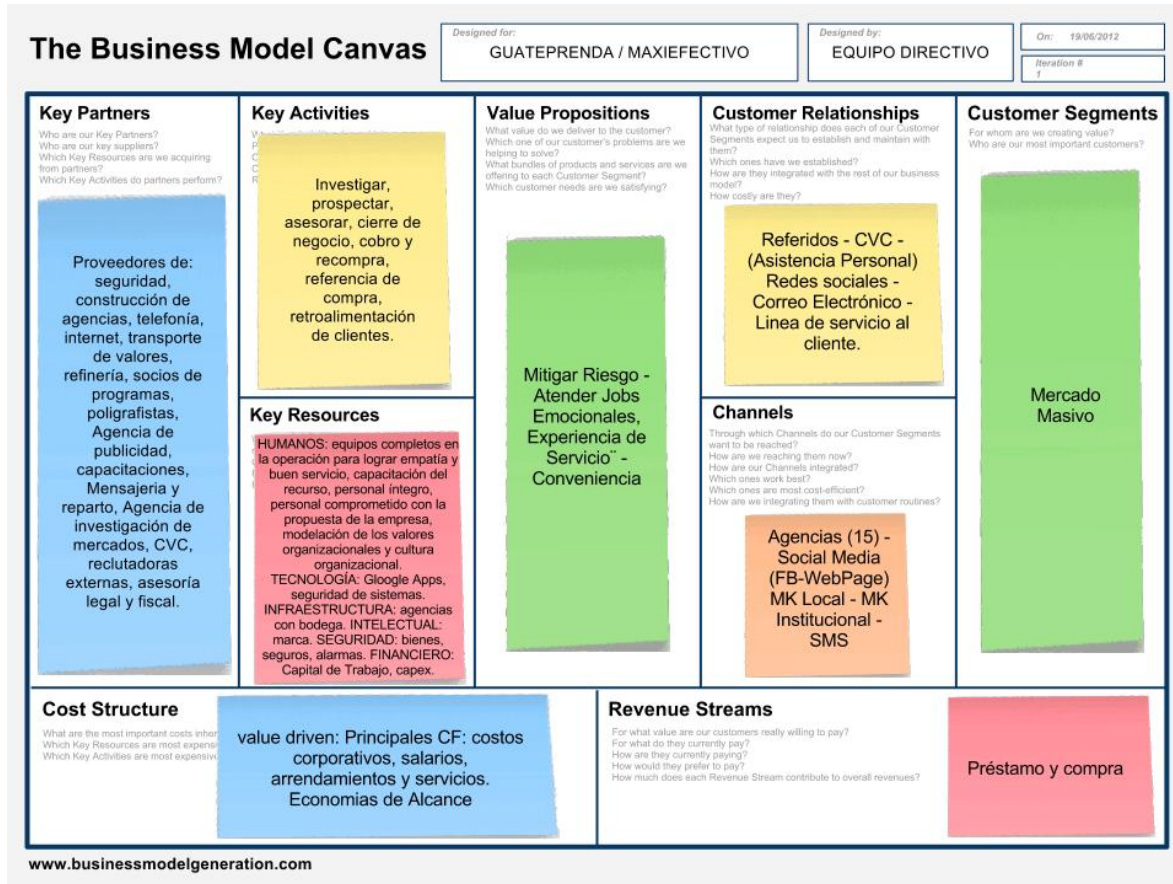 The Business Model Canvas
Designed for:
GUATEPRENDA / MAXIEFECTIVO
Designed by:
EQUIPO DIRECTIVO
On: 19/06/2012
Iteration #
1
Key Partners
Who are our Key Partners?
Who are our key suppliers?
Which Key Resources are we acquiring
from partners?
Which Key Activities do partners perform?
Proveedores de:
seguridad,
construcción de
agencias, telefonía,
internet, transporte
de valores,
refinería, socios de
programas,
poligrafistas,
Agencia de
publicidad,
capacitaciones,
Mensajeria y
reparto, Agencia de
investigación de
mercados, CVC,
reclutadoras
externas, asesoría
legal y fiscal.
Key Activities
Investigar,
prospectar,
asesorar, cierre de
negocio, cobro y
recompra,
referencia de
compra,
retroalimentación
de clientes.
Key Resources
HUMANOS: equipos completos en
la operación para lograr empatía y
buen servicio, capacitación del
recurso, personal íntegro,
personal comprometido con la
propuesta de la empresa,
modelación de los valores
organizacionales y cultura
organizacional.
TECNOLOGÍA: Gloogle Apps,
seguridad de sistemas.
INFRAESTRUCTURA: agencias
con bodega. INTELECTUAL:
marca. SEGURIDAD: bienes,
seguros, alarmas. FINANCIERO:
Capital de Trabajo, capex.
Value Propositions
What value do we deliver to the customer?
Which one of our customer's problems are we
helping to solve?
What bundles of products and services are we
offering to each Customer Segment?
Which customer needs are we satisfying?
Mitigar Riesgo -
Atender Jobs
Emocionales,
Experiencia de
Servicio¨ -
Conveniencia
Customer Relationships
What type of relationship does each of our Customer
Segments expect us to establish and maintain with
them?
Which ones have we established?
How are they integrated with the rest of our business
model?
How costly are they?
Referidos - CVC -
(Asistencia Personal)
Redes sociales -
Correo Electrónico -
Linea de servicio al
cliente.
Channels
Through which Channels do our Customer Segments
want to be reached?
How are we reaching them now?
How are our Channels integrated?
Which ones work best?
Which ones are most cost-efficient?
How are we integrating them with customer routines?
Agencias (15) -
Social Media
(FB-WebPage)
MK Local - MK
Institucional -
SMS
Customer Segments
For whom are we creating value?
Who are our most important customers?
Mercado
Masivo
Cost Structure
What are the most important costs
Which Key Resources are most
Which Key Activities are most
value driven: Principales CF: costos
corporativos, salarios,
arrendamientos y servicios.
Economias de Alcance
Revenue Streams
For what value are our customers really willing to pay?
For what do they currently pay?
How are they currently paying?
How would they prefer to pay?
How much does each Revenue Stream contribute to overall revenues?
Préstamo y compra
www.businessmodelgeneration.com